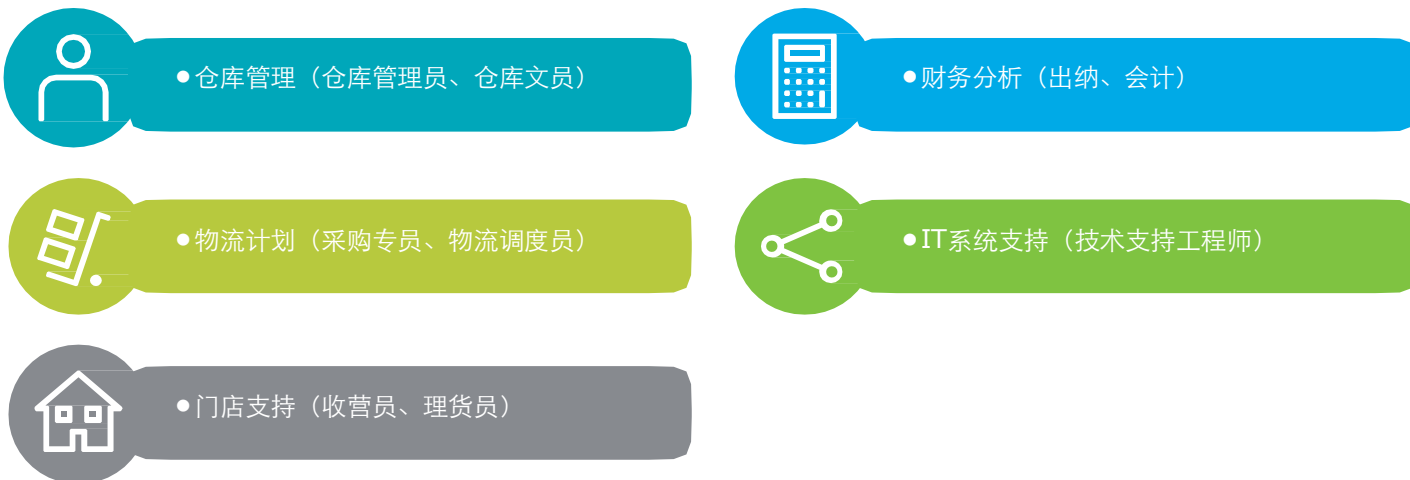 ●仓库管理（仓库管理员、仓库文员）
●财务分析（出纳、会计）
●物流计划（采购专员、物流调度员）
●IT系统支持（技术支持工程师）
●门店支持（收营员、理货员）